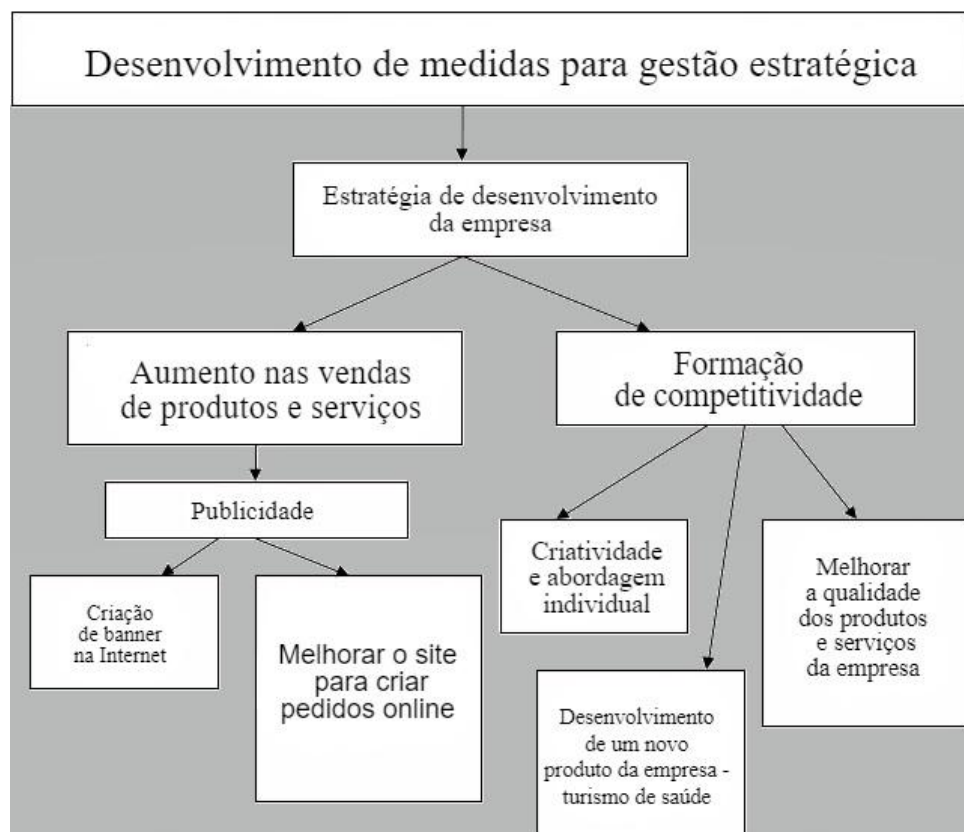 Desenvolvimento de medidas para gestão estratégica
Estratégia de desenvolvimento
da empresa
Aumento nas vendas
de produtos e serviços
Formação
de competitividade
Publicidade
Criação
de banner
na Internet
Melhorar o site
para criar
pedidos online
Criatividade
e abordagem
individual
Desenvolvimento
de um novo
produto da empresa -
turismo de saúde
Melhorar
a qualidade
dos produtos
e serviços
da empresa